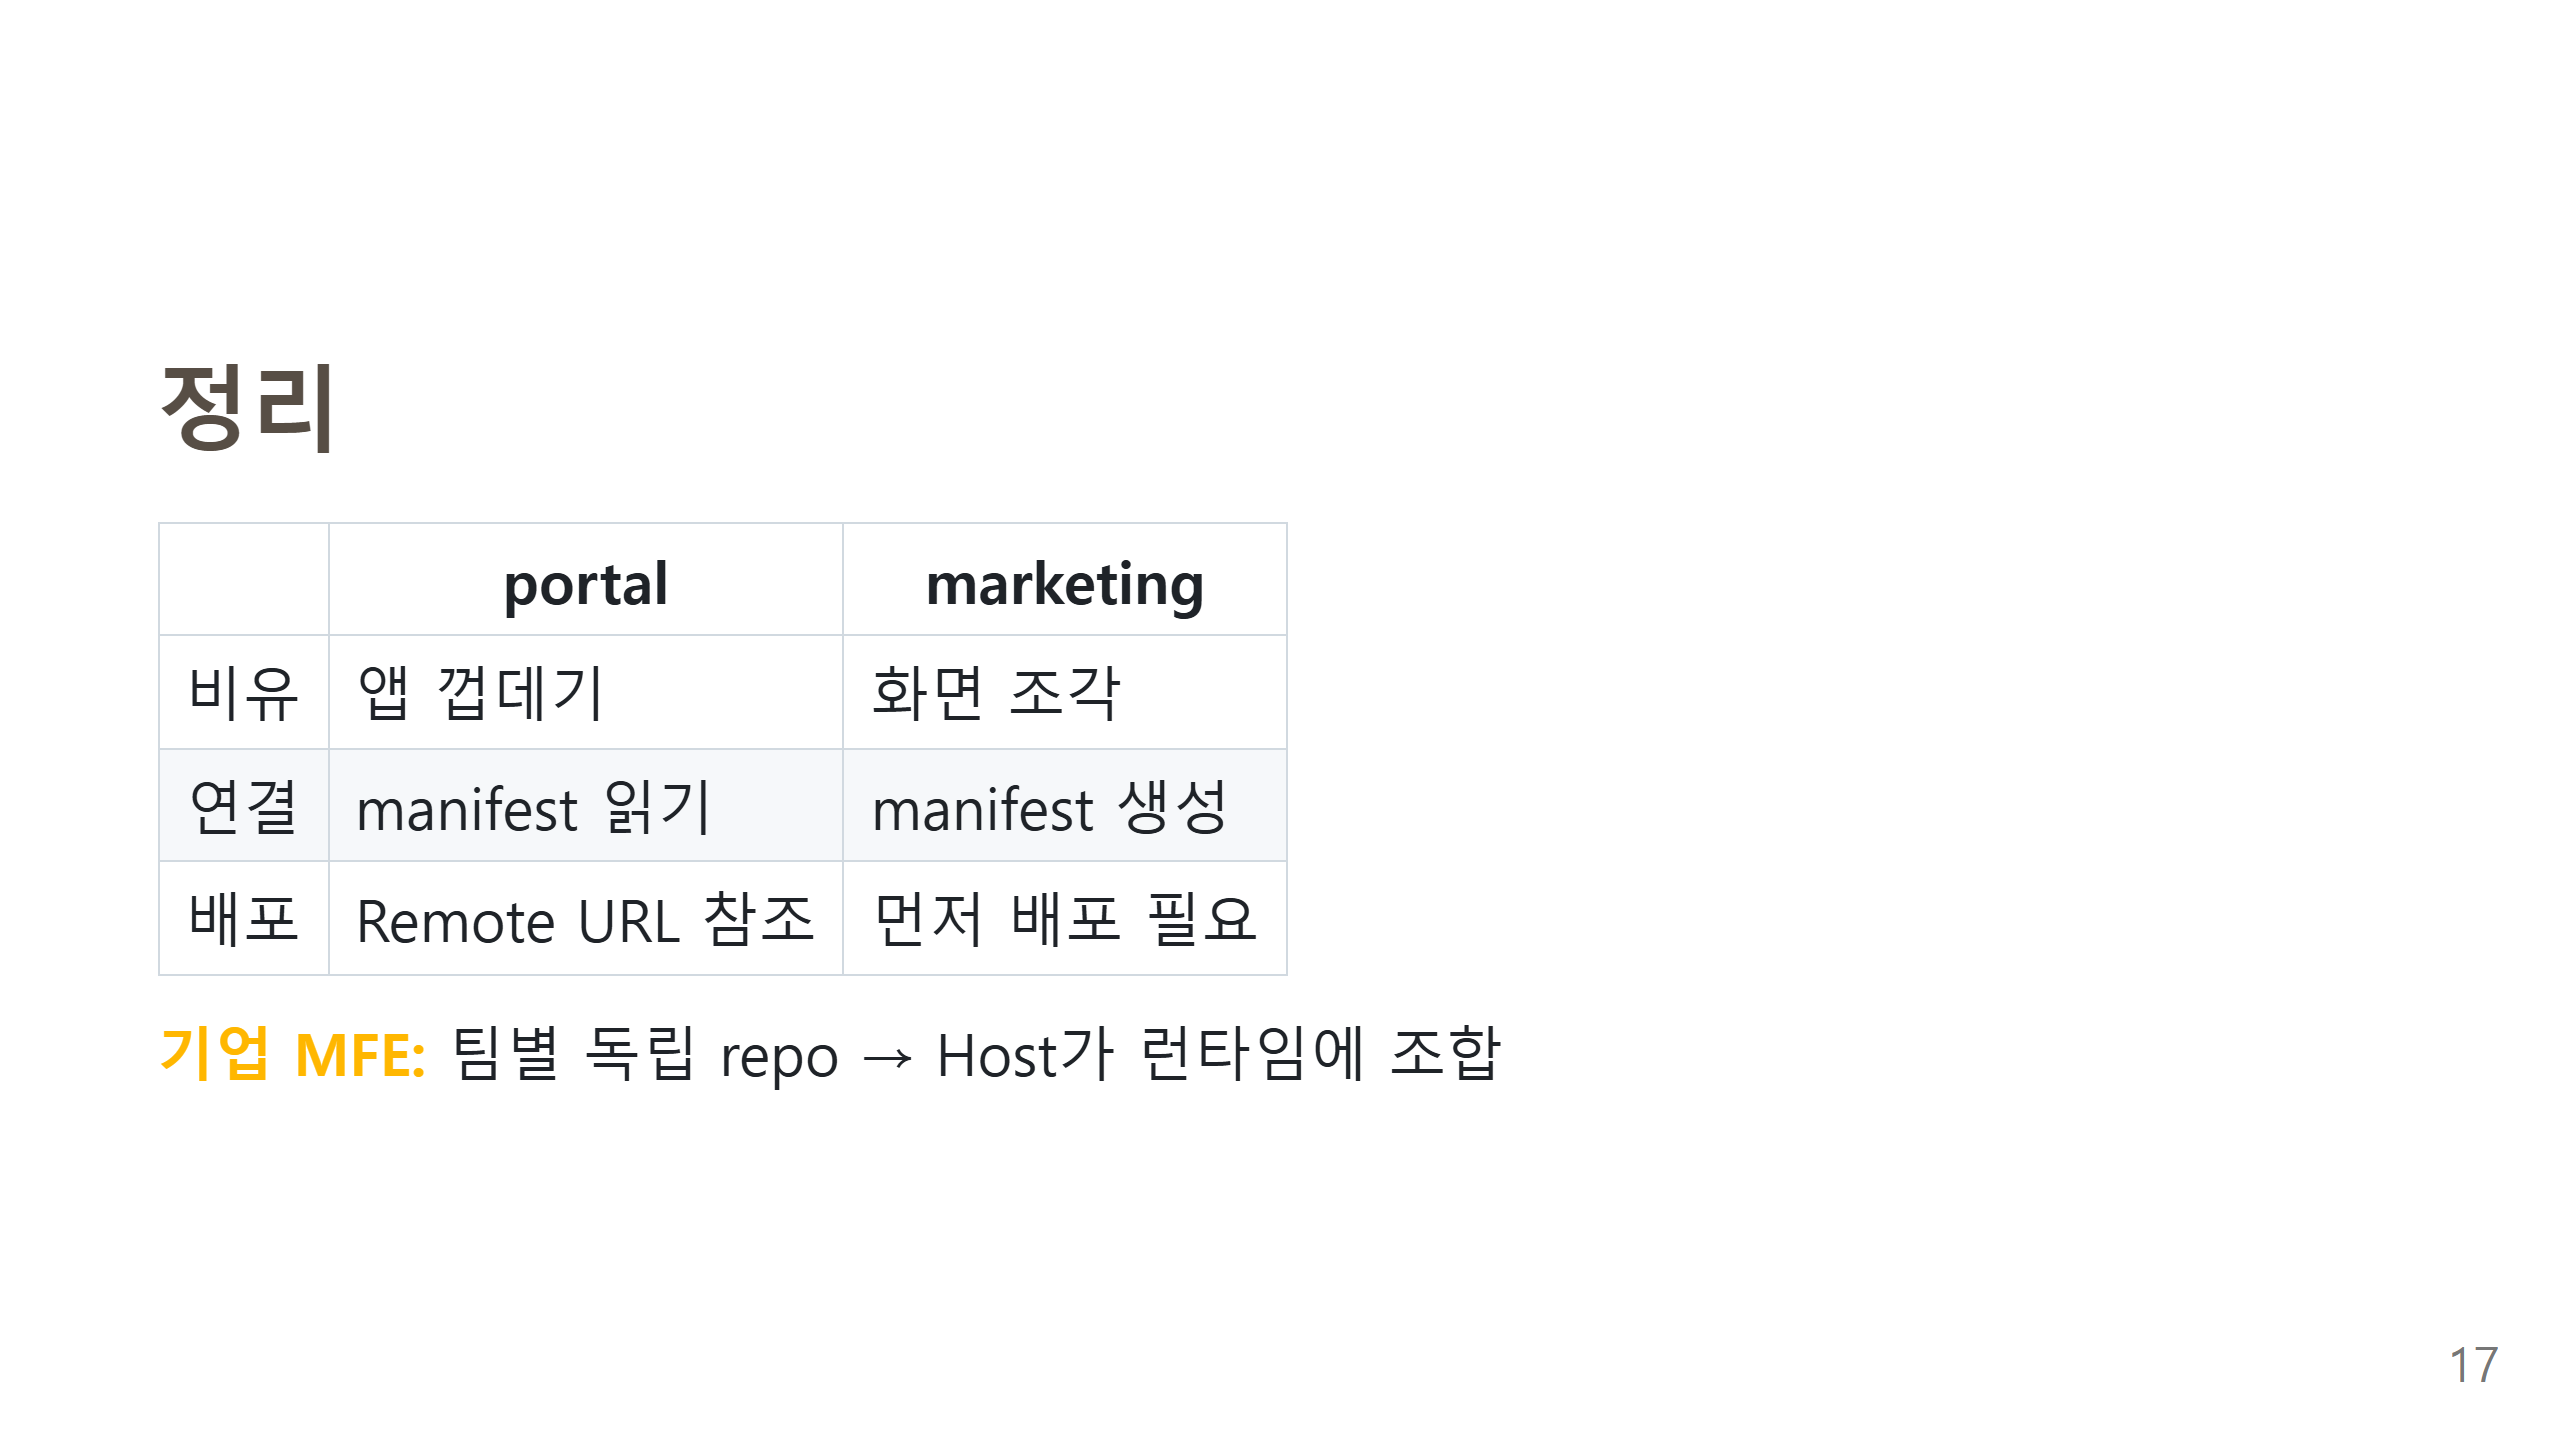 정리
portal marketing
비유 앱 껍데기 화면 조각
연결 manifest 읽기 manifest 생성
배포 Remote URL 참조 먼저 배포 필요
기업 MFE: 팀별 독립 repo → Host가 런타임에 조합
17